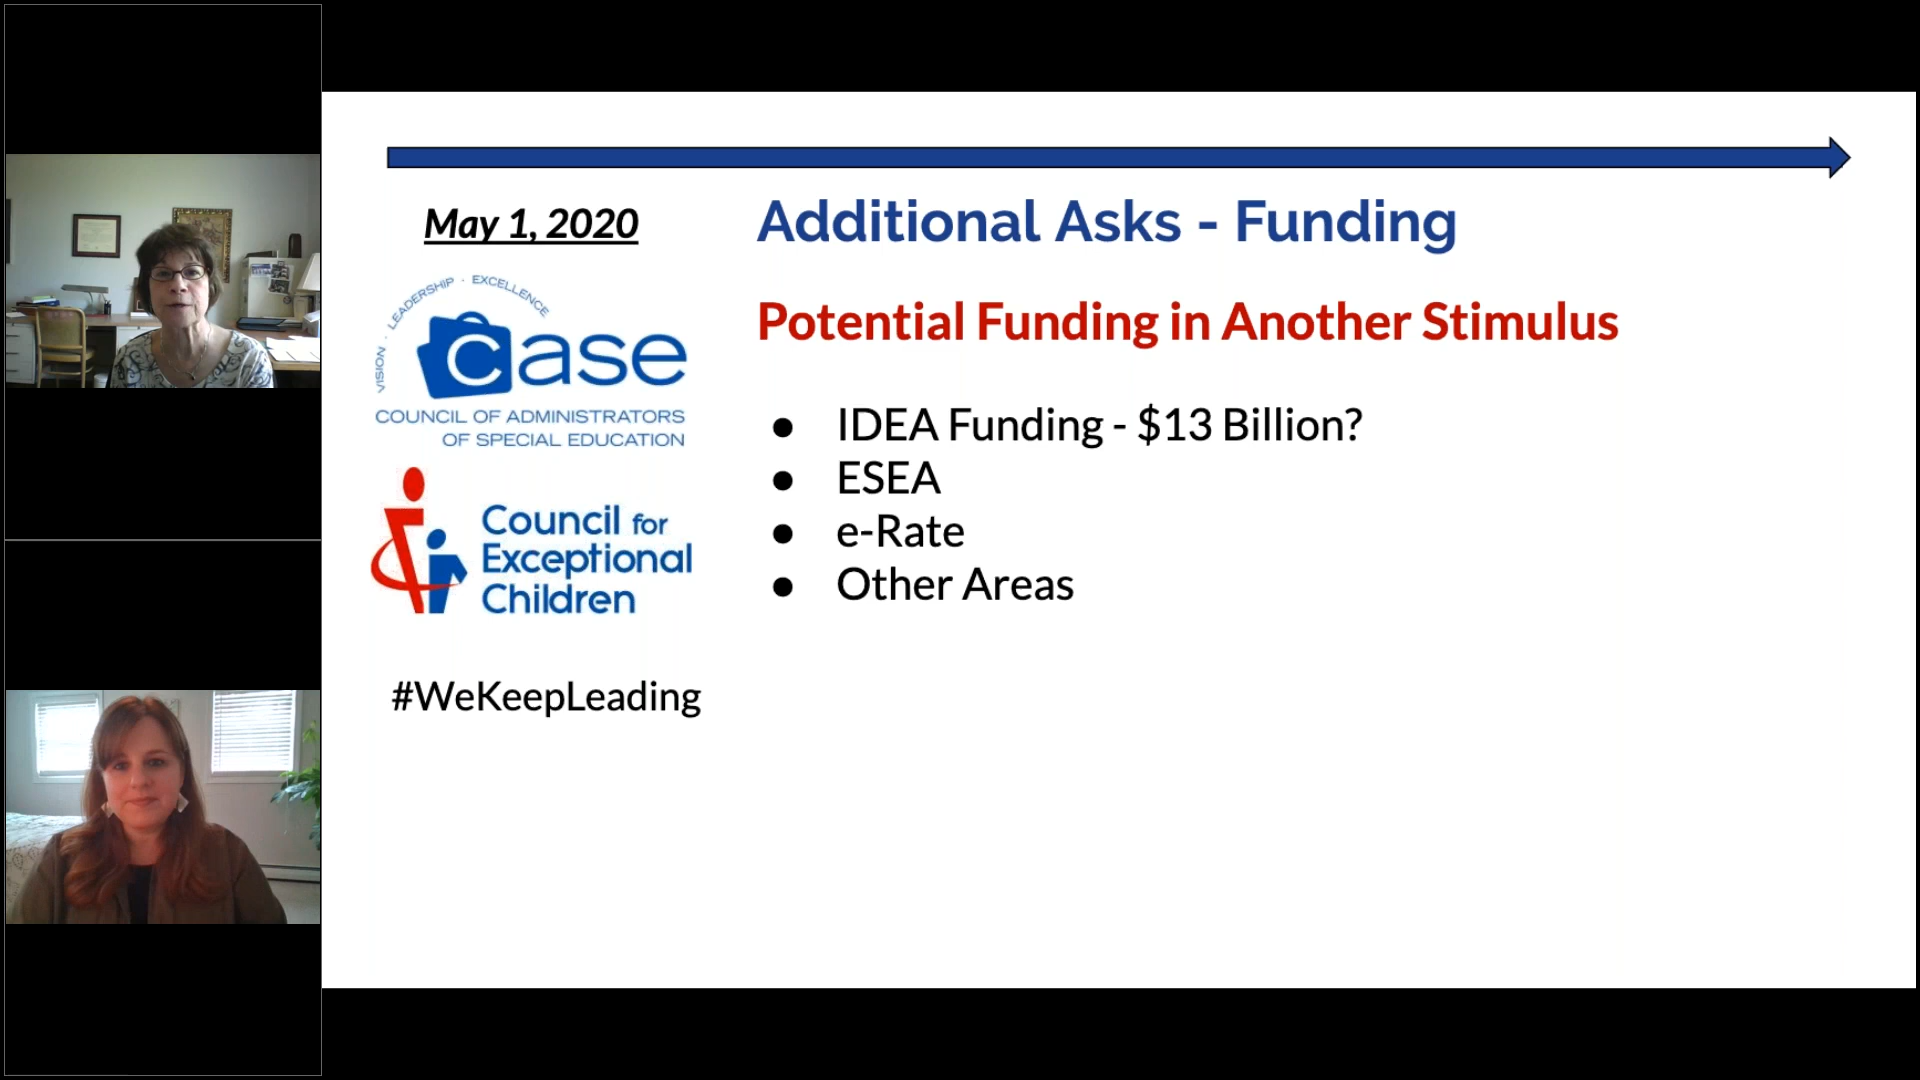 May 1, 2020
VISION · LEADERSHIP · EXCELLENCE
case
COUNCIL OF ADMINISTRATORS
OF SPECIAL EDUCATION
Council for
Exceptional
Children
#WeKeepLeading
Additional Asks - Funding
Potential Funding in Another Stimulus
● IDEA Funding - $13 Billion?
● ESEA
● e-Rate
● Other Areas